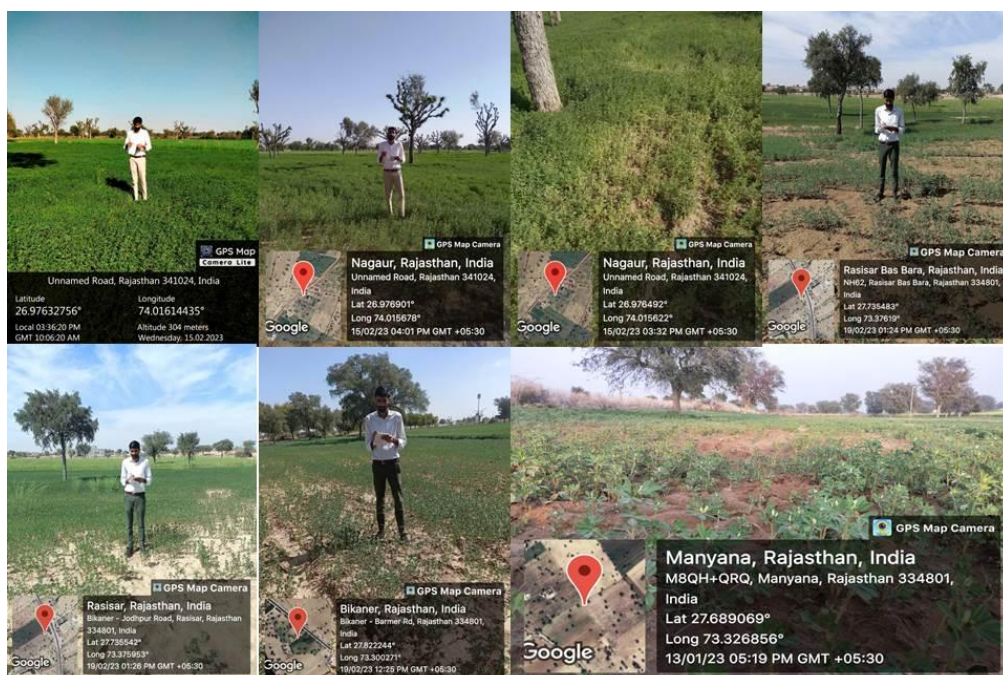 GPS Map
Camera Lite
Unnamed Road, Rajasthan 341024, India
Latitude
Longitude
26.97632756°
74.01614435°
Local 03:36:20 PM
Altitude 304 meters
GMT 10:06:20 AM
Wednesday, 15.02.2023
GPS Map Camera
Nagaur, Rajasthan, India
Unnamed Road, Rajasthan 341024,
India
Lat 26.976901°
Long 74.015678°
15/02/23 04:01 PM GMT +05:30
Google
GPS Map Camera
Nagaur, Rajasthan, India
Unnamed Road, Rajasthan 341024,
India
Lat 26.976492°
Long 74.015622°
15/02/23 03:32 PM GMT +05:30
Google
GPS Map Camera
Rasisar Bas Bara, Rajasthan, India
NH62, Rasisar Bas Bara, Rajasthan 334801,
India
Lat 27.735483°
Long 73.37619°
19/02/23 01:24 PM GMT +05:30
Google
GPS Map Camera
Rasisar, Rajasthan, India
Bikaner - Jodhpur Road, Rasisar, Rajasthan
334801, India
Lat 27.735542°
Long 73.375953°
19/02/23 01:26 PM GMT +05:30
Google
GPS Map Camera
Bikaner, Rajasthan, India
Bikaner - Barmer Rd, Rajasthan 334801,
India
Lat 27.822244°
Long 73.300271°
19/02/23 12:25 PM GMT +05:30
Google
GPS Map Camera
Manyana, Rajasthan, India
M8QH+QRQ, Manyana, Rajasthan 334801,
India
Lat 27.689069°
Long 73.326856°
13/01/23 05:19 PM GMT +05:30
Google